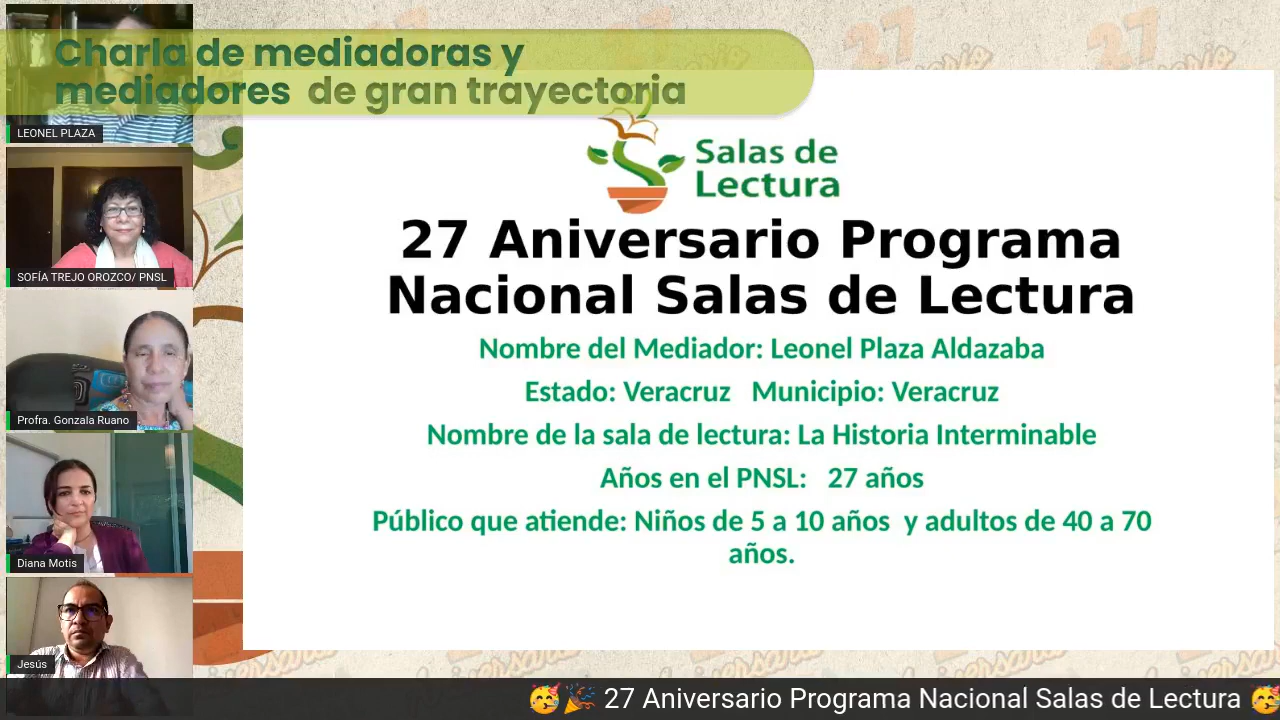 Charla de mediadoras y
mediadores de gran trayectoria
LEONEL PLAZA
SOFÍA TREJO OROZCO/ PNSL
Profra. Gonzala Ruano
Diana Motis
Jesús
Salas de
Lectura
27 Aniversario Programa
Nacional Salas de Lectura
Nombre del Mediador: Leonel Plaza Aldazaba
Estado: Veracruz   Municipio: Veracruz
Nombre de la sala de lectura: La Historia Interminable
Años en el PNSL:   27 años
Público que atiende: Niños de 5 a 10 años  y adultos de 40 a 70
años.
🥳🎉 27 Aniversario Programa Nacional Salas de Lectura 🥳